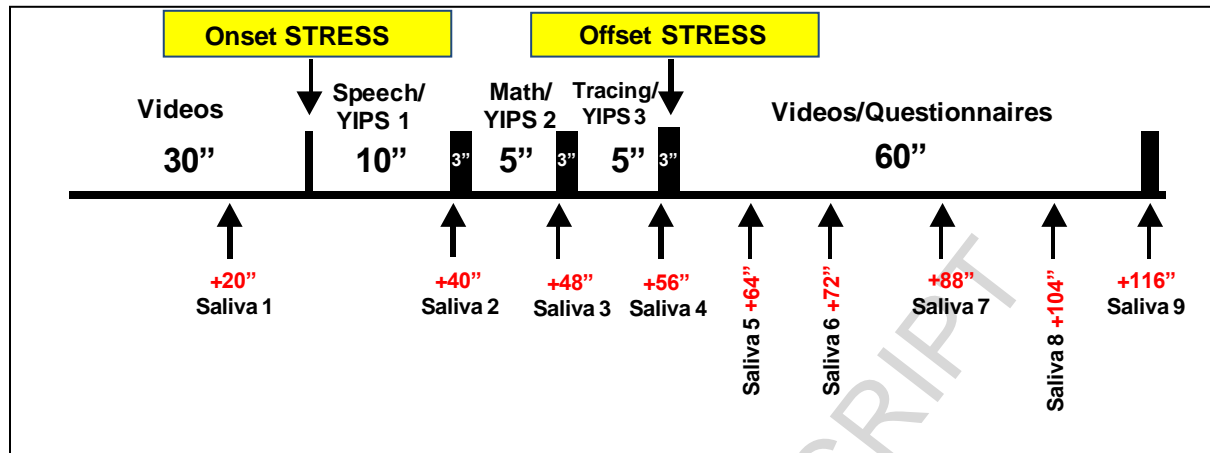 Onset STRESS
Offset STRESS
Videos
Speech/
YIPS 1
Math/
YIPS 2
Tracing/
YIPS 3
Videos/Questionnaires
30”
10”
3”
5”
3”
5”
3”
60”
+20”
Saliva 1
+40”
Saliva 2
+48”
Saliva 3
+56”
Saliva 4
Saliva 5 +64”
Saliva 6 +72”
+88”
Saliva 7
Saliva 8 +104”
+116”
Saliva 9
SCRIPT